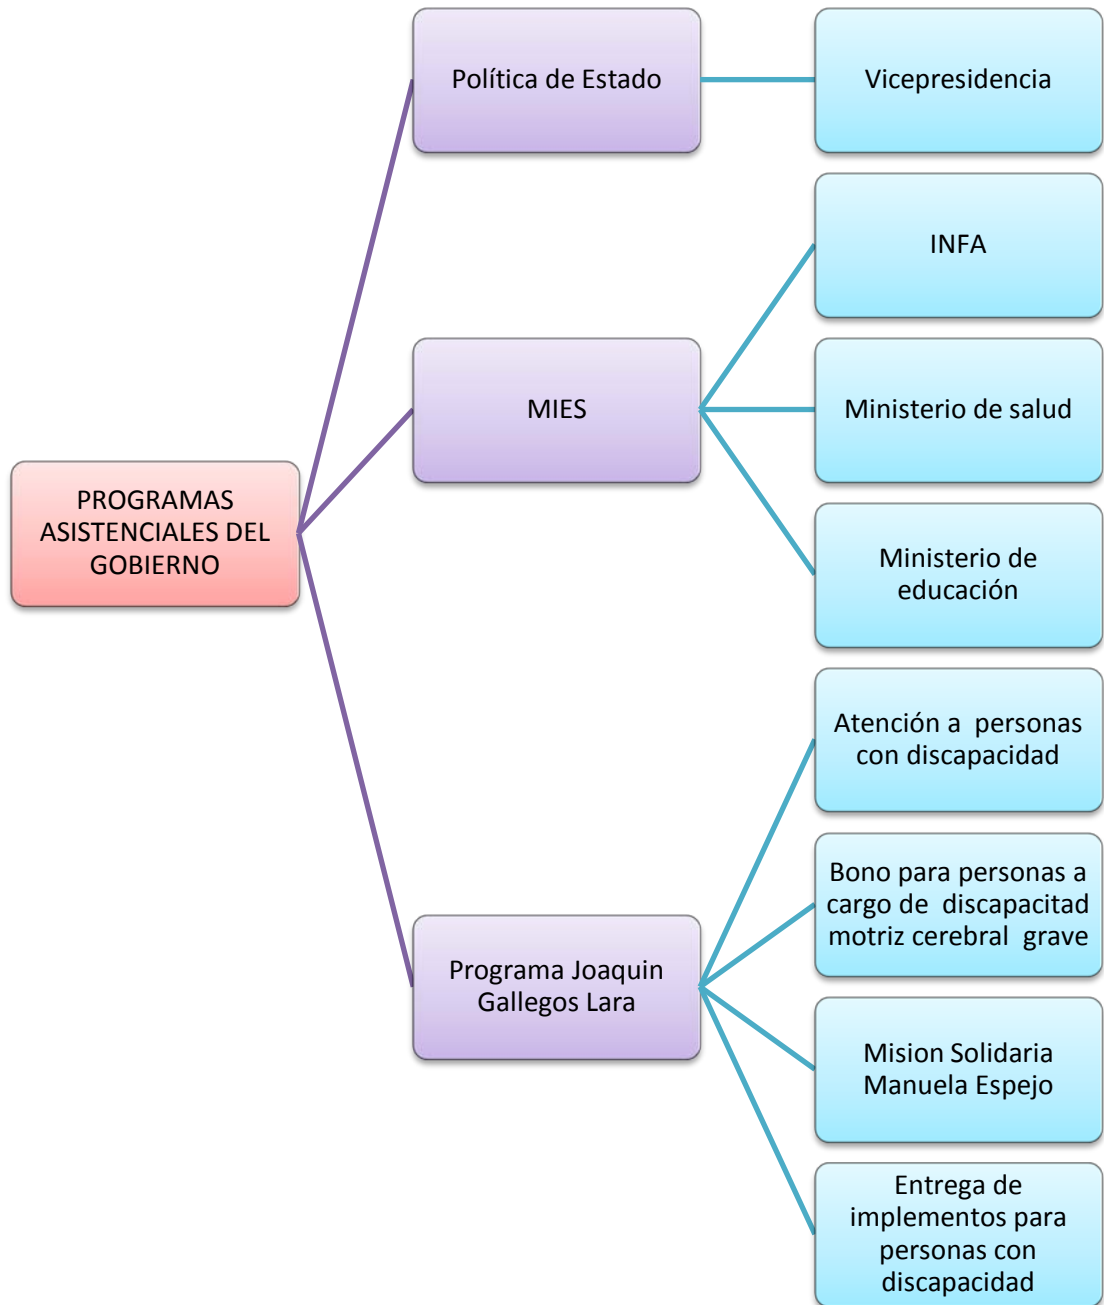 Política de Estado
Vicepresidencia
INFA
MIES
Ministerio de salud
PROGRAMAS
ASISTENCIALES DEL
GOBIERNO
Ministerio de
educación
Atención a  personas
con discapacidad
Bono para personas a
cargo de  discapacitad
motriz cerebral  grave
Programa Joaquin
Gallegos Lara
Mision Solidaria
Manuela Espejo
Entrega de
implementos para
personas con
discapacidad